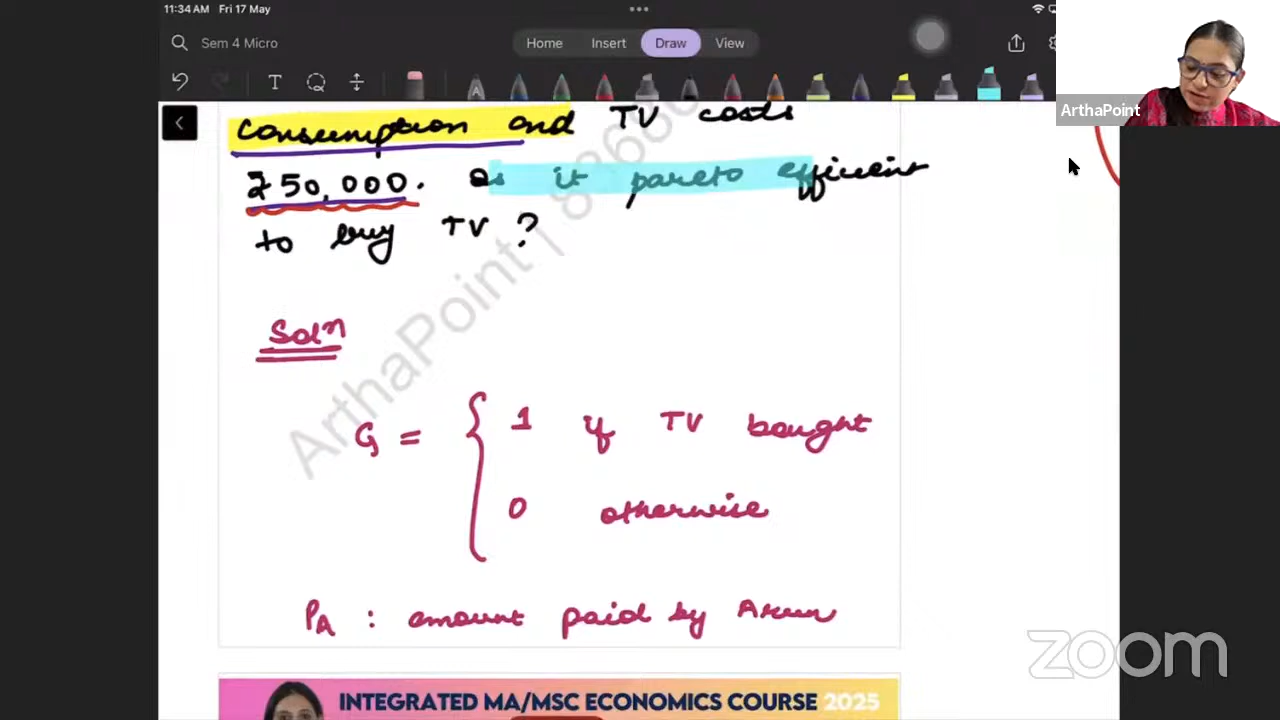 11:34 AM Fri 17 May
Sem 4 Micro
Home Insert Draw View
ArthaPoint
consumption and TV costs
₹50,000. Is it pareto efficient
to buy TV ?
ArthaPoint | 83680
Soln
G = { 1 if TV bought
0 otherwise
PA : amount paid by Arun
zoom
INTEGRATED MA/MSC ECONOMICS COURSE 2025